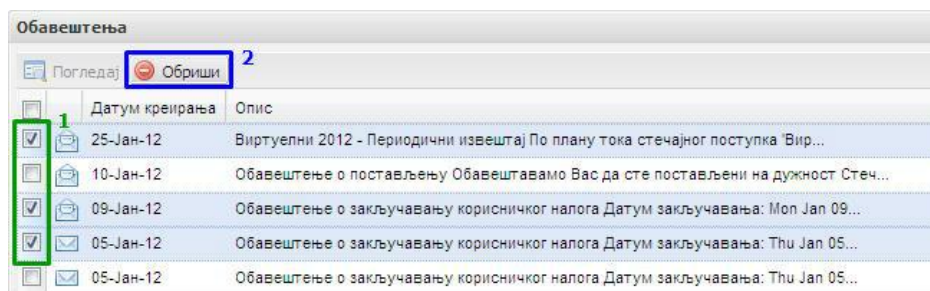 Обавештења
Погледај Обриши 2
1 Датум креирања Опис
25-Јан-12 Виртуелни 2012 - Периодични извештај По плану тока стечајног поступка 'Вир...
10-Јан-12 Обавештење о постављењу Обавештавамо Вас да сте постављени на дужност Стеч...
09-Јан-12 Обавештење о закључавању корисничког налога Датум закључавања: Mon Jan 09...
05-Јан-12 Обавештење о закључавању корисничког налога Датум закључавања: Thu Jan 05...
05-Јан-12 Обавештење о закључавању корисничког налога Датум закључавања: Thu Jan 05...